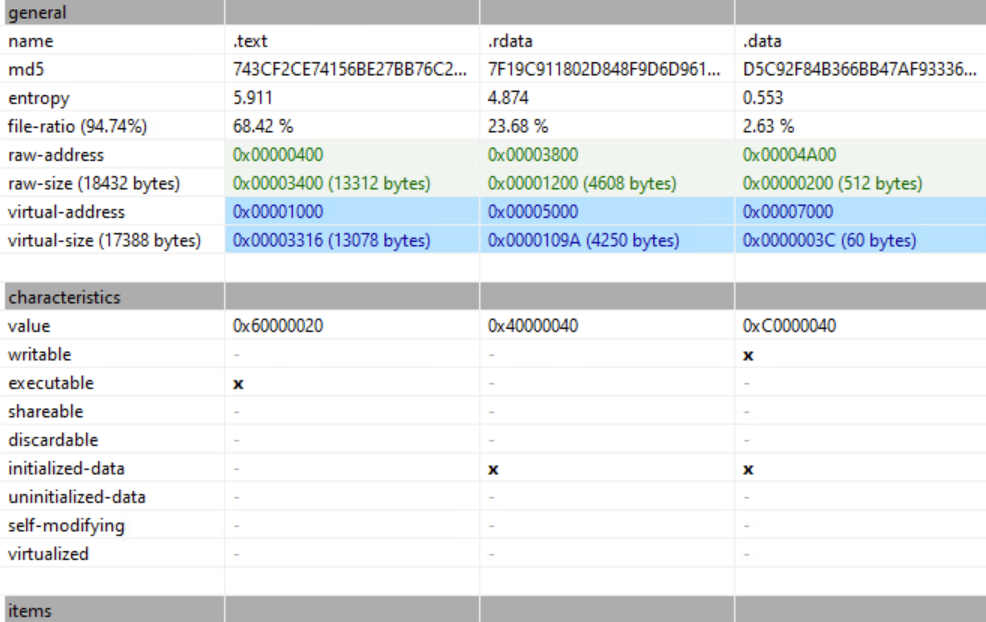 general
name .text .rdata .data
md5 743CF2CE74156BE27BB76C2... 7F19C911802D848F9D6D961... D5C92F84B366BB47AF93336...
entropy 5.911 4.874 0.553
file-ratio (94.74%) 68.42 % 23.68 % 2.63 %
raw-address 0x00000400 0x00003800 0x00004A00
raw-size (18432 bytes) 0x00003400 (13312 bytes) 0x00001200 (4608 bytes) 0x00000200 (512 bytes)
virtual-address 0x00001000 0x00005000 0x00007000
virtual-size (17388 bytes) 0x00003316 (13078 bytes) 0x0000109A (4250 bytes) 0x0000003C (60 bytes)
characteristics
value 0x60000020 0x40000040 0xC0000040
writable - - x
executable x - -
shareable - - -
discardable - - -
initialized-data - x x
uninitialized-data - - -
self-modifying - - -
virtualized - - -
items